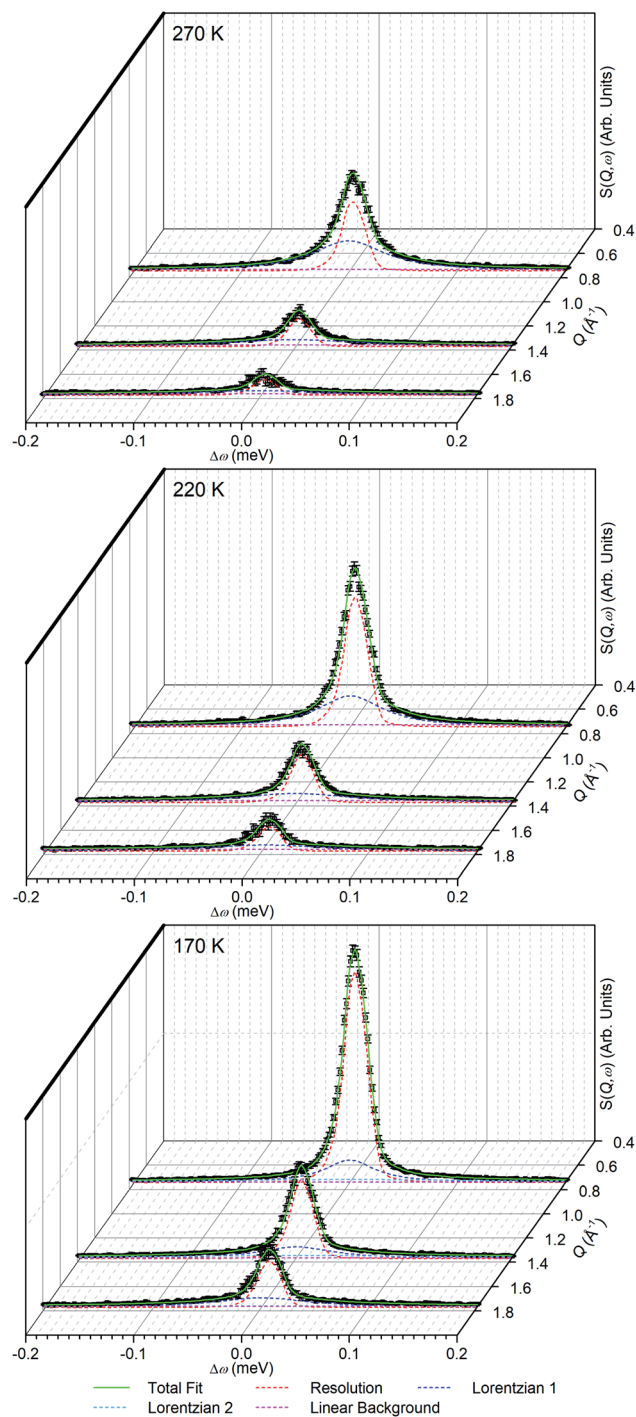 270 K
S(Q,ω) (Arb. Units)
0.4
0.6
0.8
1.0
1.2
1.4
1.6
1.8
Q (Å⁻¹)
-0.2
-0.1
0.0
0.1
0.2
Δω (meV)
220 K
S(Q,ω) (Arb. Units)
0.4
0.6
0.8
1.0
1.2
1.4
1.6
1.8
Q (Å⁻¹)
-0.2
-0.1
0.0
0.1
0.2
Δω (meV)
170 K
S(Q,ω) (Arb. Units)
0.4
0.6
0.8
1.0
1.2
1.4
1.6
1.8
Q (Å⁻¹)
-0.2
-0.1
0.0
0.1
0.2
Δω (meV)
Total Fit Resolution Lorentzian 1
Lorentzian 2 Linear Background